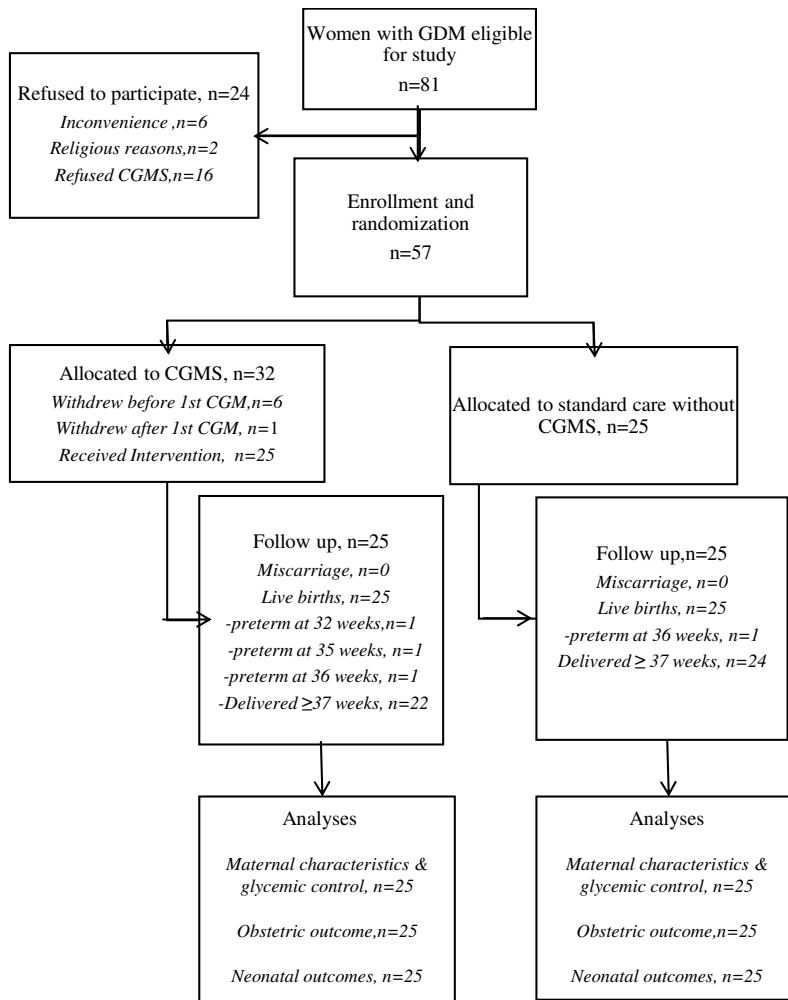 Women with GDM eligible
for study
n=81
Refused to participate, n=24
Inconvenience ,n=6
Religious reasons,n=2
Refused CGMS,n=16
Enrollment and
randomization
n=57
Allocated to CGMS, n=32
Withdrew before 1st CGM,n=6
Withdrew after 1st CGM, n=1
Received Intervention, n=25
Allocated to standard care without
CGMS, n=25
Follow up, n=25
Miscarriage, n=0
Live births, n=25
-preterm at 32 weeks,n=1
-preterm at 35 weeks, n=1
-preterm at 36 weeks, n=1
-Delivered ≥37 weeks, n=22
Follow up,n=25
Miscarriage, n=0
Live births, n=25
-preterm at 36 weeks, n=1
Delivered ≥ 37 weeks, n=24
Analyses
Maternal characteristics &
glycemic control, n=25
Obstetric outcome,n=25
Neonatal outcomes, n=25
Analyses
Maternal characteristics &
glycemic control, n=25
Obstetric outcome,n=25
Neonatal outcomes, n=25